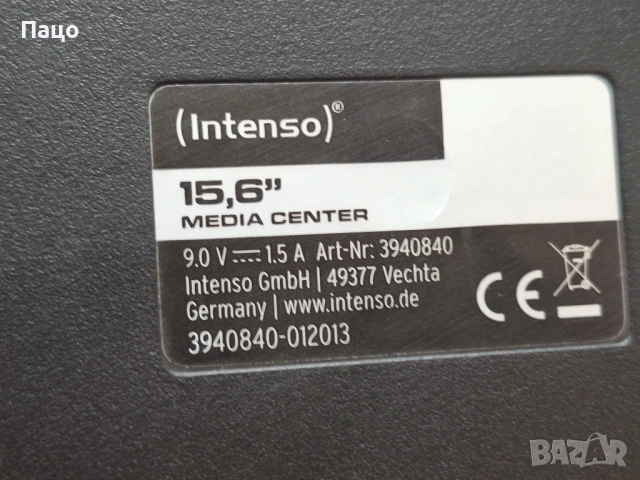 Пацо
(Intenso)®
15,6”
MEDIA CENTER
9.0 V 1.5 A Art-Nr: 3940840
Intenso GmbH | 49377 Vechta
Germany | www.intenso.de
3940840-012013
CE
BAZAR